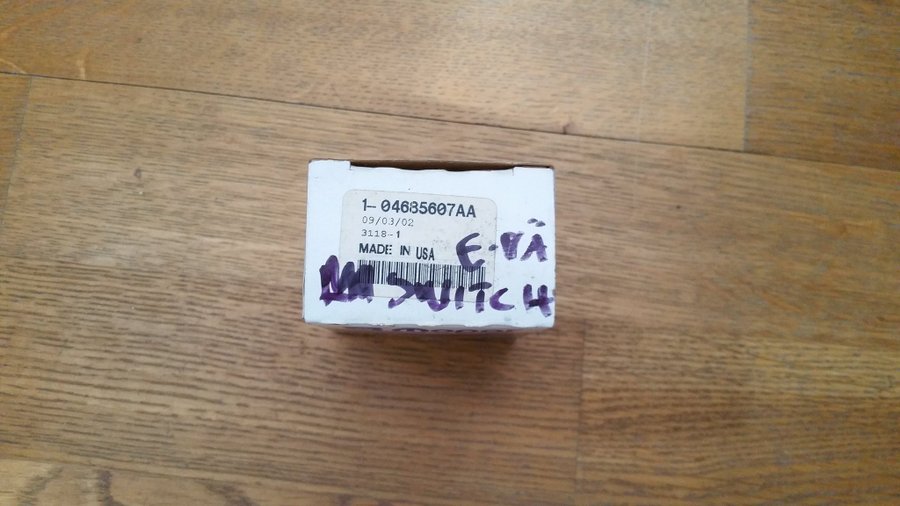 1-04685607AA
09/03/02
3118-1
MADE IN USA
E-VÄ
SWITCH